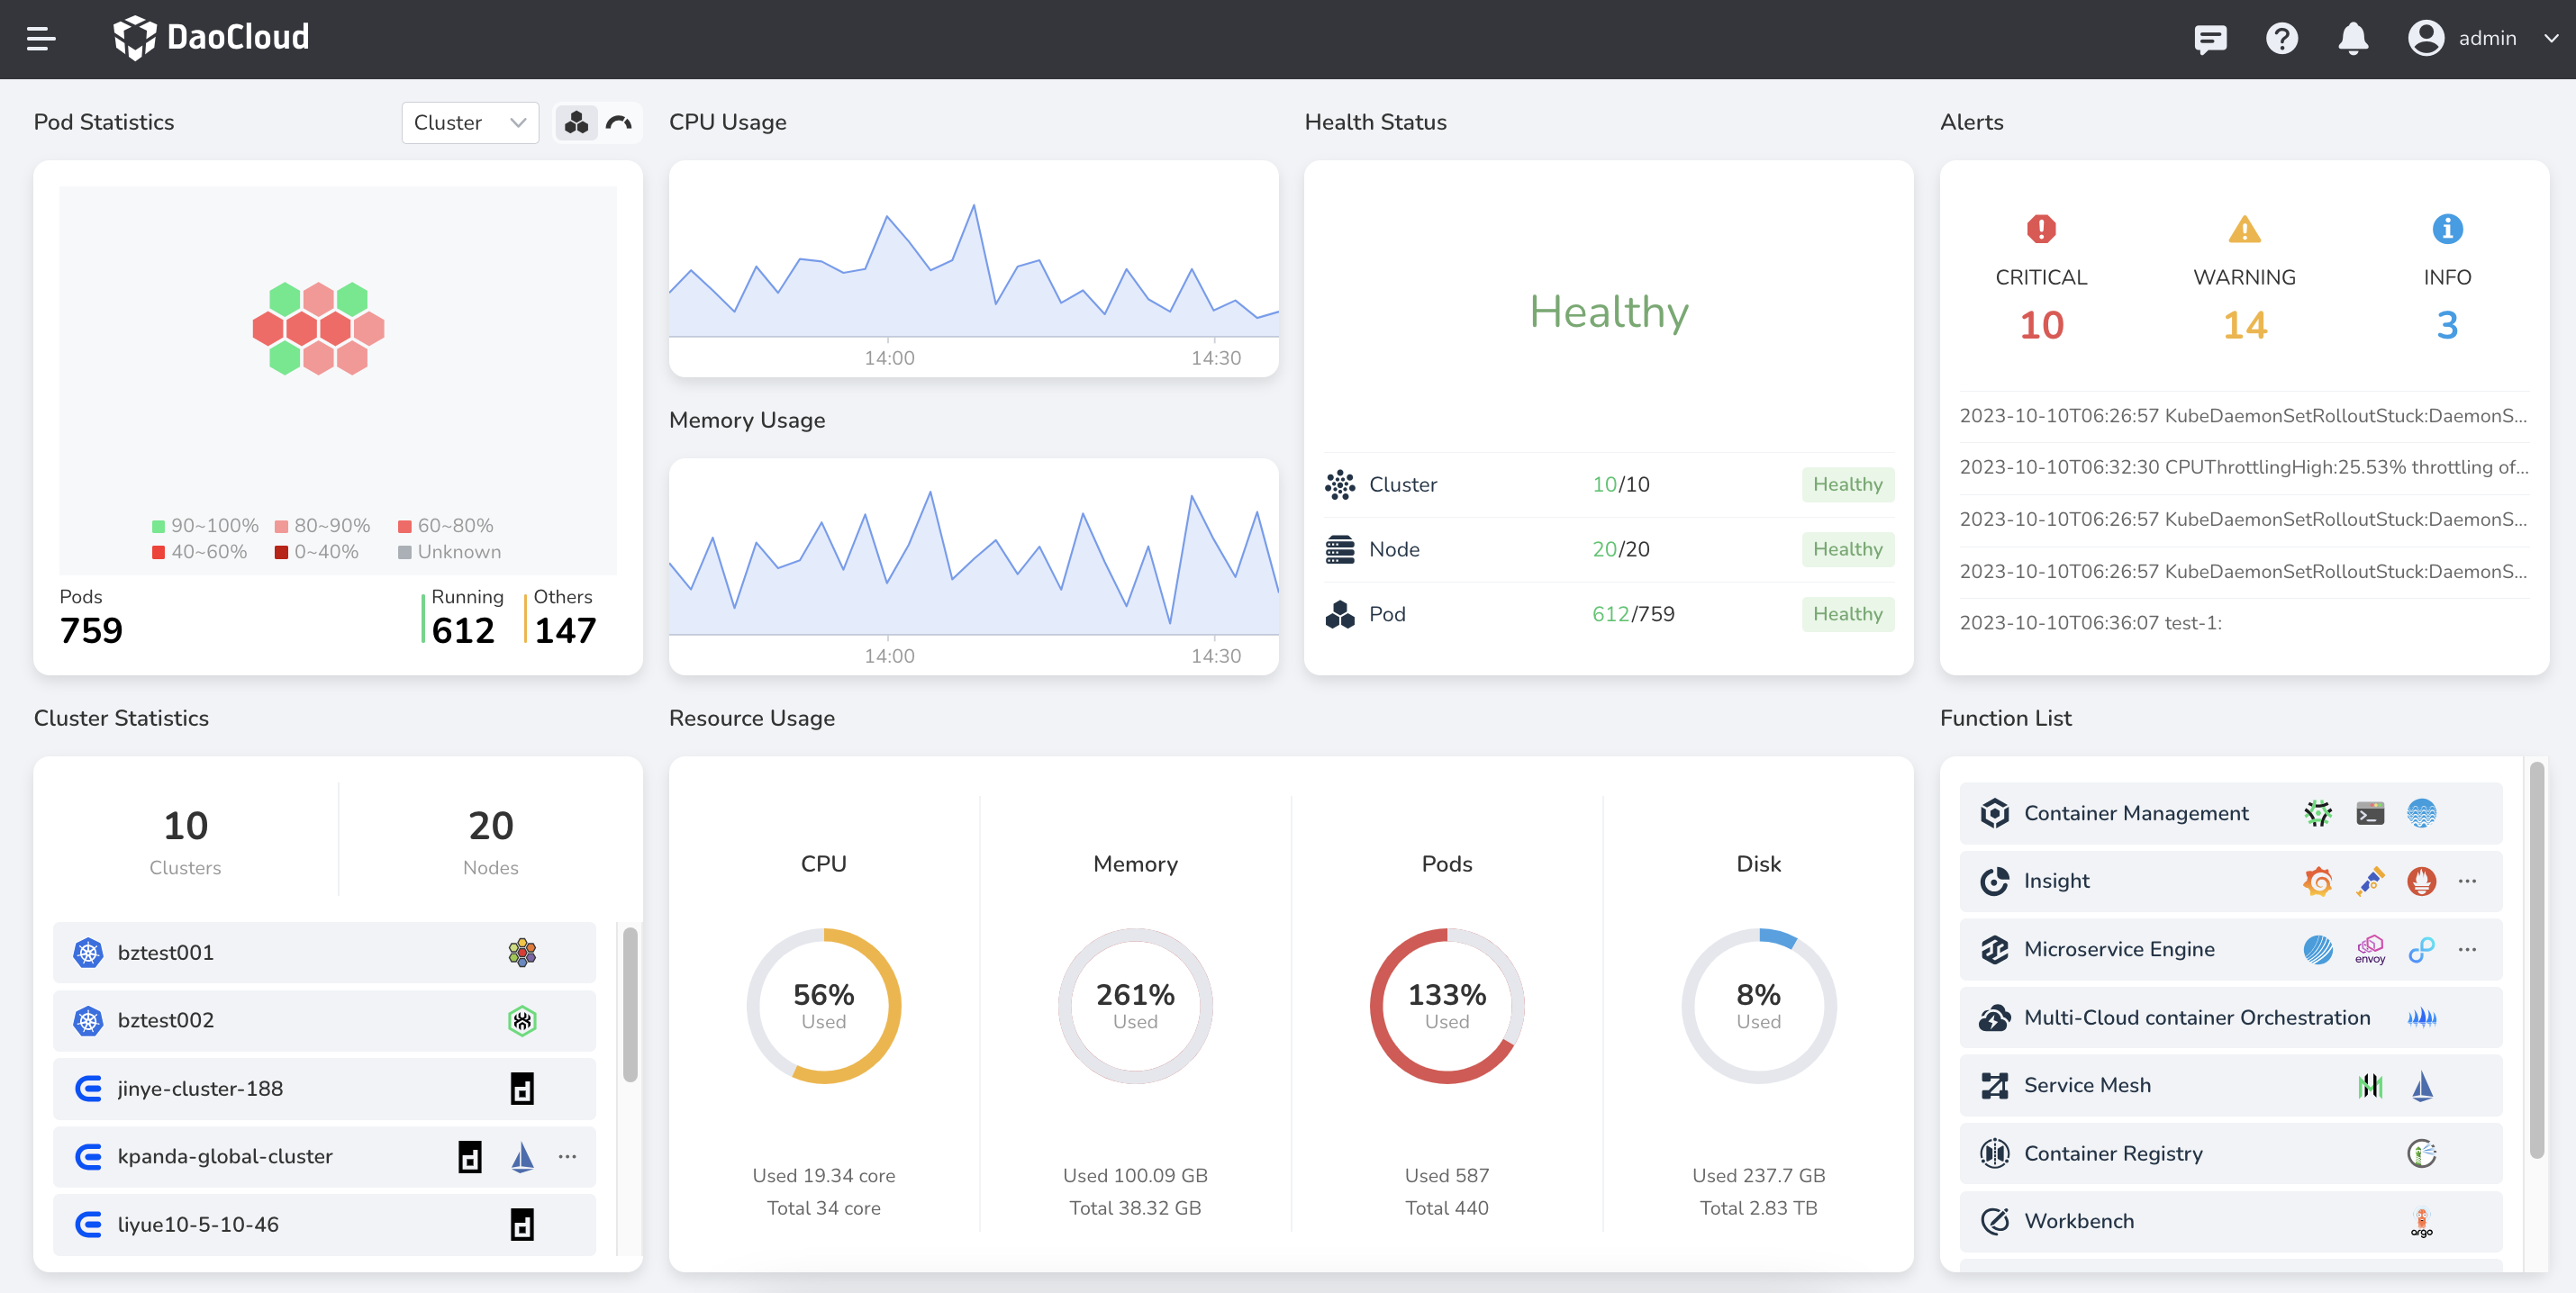 DaoCloud
admin
Pod Statistics
Cluster
90~100% 80~90% 60~80%
40~60% 0~40% Unknown
Pods
759
Running
612
Others
147
CPU Usage
14:00 14:30
Memory Usage
14:00 14:30
Health Status
Healthy
Cluster 10/10 Healthy
Node 20/20 Healthy
Pod 612/759 Healthy
Alerts
CRITICAL WARNING INFO
10 14 3
2023-10-10T06:26:57 KubeDaemonSetRolloutStuck:DaemonS...
2023-10-10T06:32:30 CPUThrottlingHigh:25.53% throttling of...
2023-10-10T06:26:57 KubeDaemonSetRolloutStuck:DaemonS...
2023-10-10T06:26:57 KubeDaemonSetRolloutStuck:DaemonS...
2023-10-10T06:36:07 test-1:
Cluster Statistics
10 20
Clusters Nodes
bztest001
bztest002
jinye-cluster-188
kpanda-global-cluster
liyue10-5-10-46
Resource Usage
CPU
56%
Used
Used 19.34 core
Total 34 core
Memory
261%
Used
Used 100.09 GB
Total 38.32 GB
Pods
133%
Used
Used 587
Total 440
Disk
8%
Used
Used 237.7 GB
Total 2.83 TB
Function List
Container Management
Insight
Microservice Engine
envoy
Multi-Cloud container Orchestration
Service Mesh
Container Registry
Workbench
argo